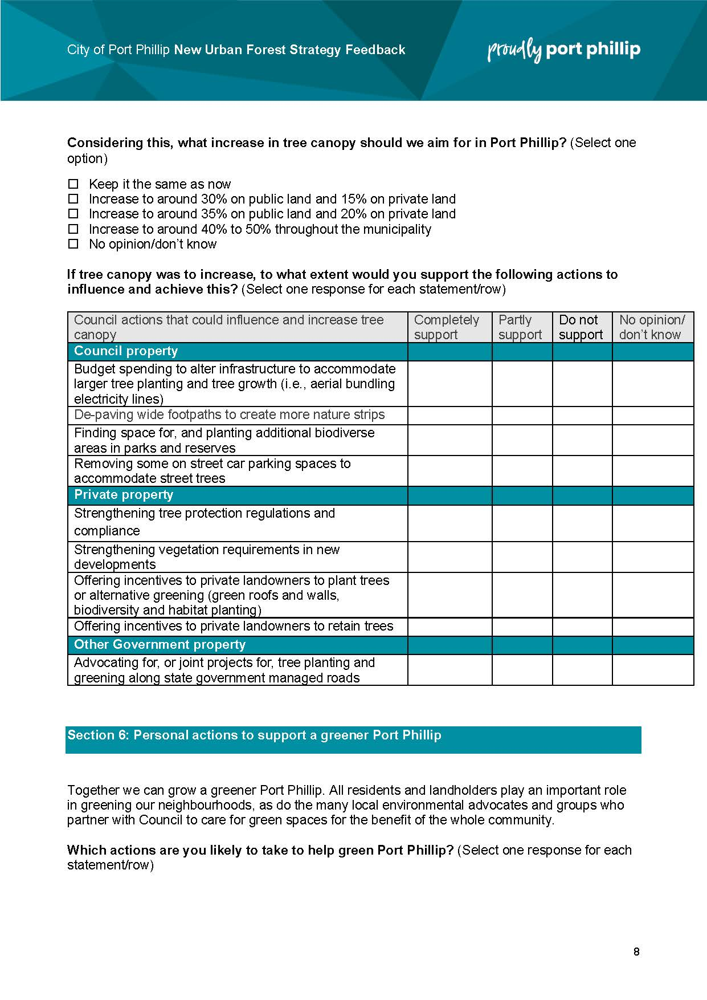 City of Port Phillip New Urban Forest Strategy Feedback
proudly port phillip
Considering this, what increase in tree canopy should we aim for in Port Phillip? (Select one
option)
☐ Keep it the same as now
☐ Increase to around 30% on public land and 15% on private land
☐ Increase to around 35% on public land and 20% on private land
☐ Increase to around 40% to 50% throughout the municipality
☐ No opinion/don’t know
If tree canopy was to increase, to what extent would you support the following actions to
influence and achieve this? (Select one response for each statement/row)
Council actions that could influence and increase tree
canopy
Completely
support
Partly
support
Do not
support
No opinion/
don’t know
Council property
Budget spending to alter infrastructure to accommodate
larger tree planting and tree growth (i.e., aerial bundling
electricity lines)
De-paving wide footpaths to create more nature strips
Finding space for, and planting additional biodiverse
areas in parks and reserves
Removing some on street car parking spaces to
accommodate street trees
Private property
Strengthening tree protection regulations and
compliance
Strengthening vegetation requirements in new
developments
Offering incentives to private landowners to plant trees
or alternative greening (green roofs and walls,
biodiversity and habitat planting)
Offering incentives to private landowners to retain trees
Other Government property
Advocating for, or joint projects for, tree planting and
greening along state government managed roads
Section 6: Personal actions to support a greener Port Phillip
Together we can grow a greener Port Phillip. All residents and landholders play an important role
in greening our neighbourhoods, as do the many local environmental advocates and groups who
partner with Council to care for green spaces for the benefit of the whole community.
Which actions are you likely to take to help green Port Phillip? (Select one response for each
statement/row)
8